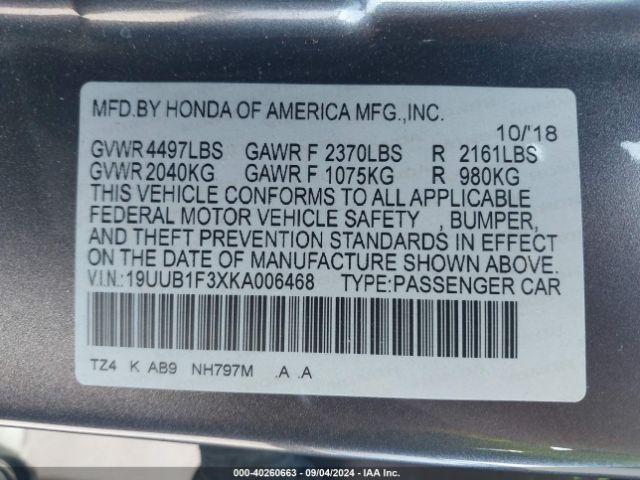 MFD.BY HONDA OF AMERICA MFG.,INC.
10/'18
GVWR 4497LBS GAWR F 2370LBS R 2161LBS
GVWR 2040KG GAWR F 1075KG R 980KG
THIS VEHICLE CONFORMS TO ALL APPLICABLE
FEDERAL MOTOR VEHICLE SAFETY , BUMPER,
AND THEFT PREVENTION STANDARDS IN EFFECT
ON THE DATE OF MANUFACTURE SHOWN ABOVE.
V.I.N.:19UUB1F3XKA006468 TYPE:PASSENGER CAR
TZ4 K AB9 NH797M .A .A
000-40260663 - 09/04/2024 - IAA Inc.